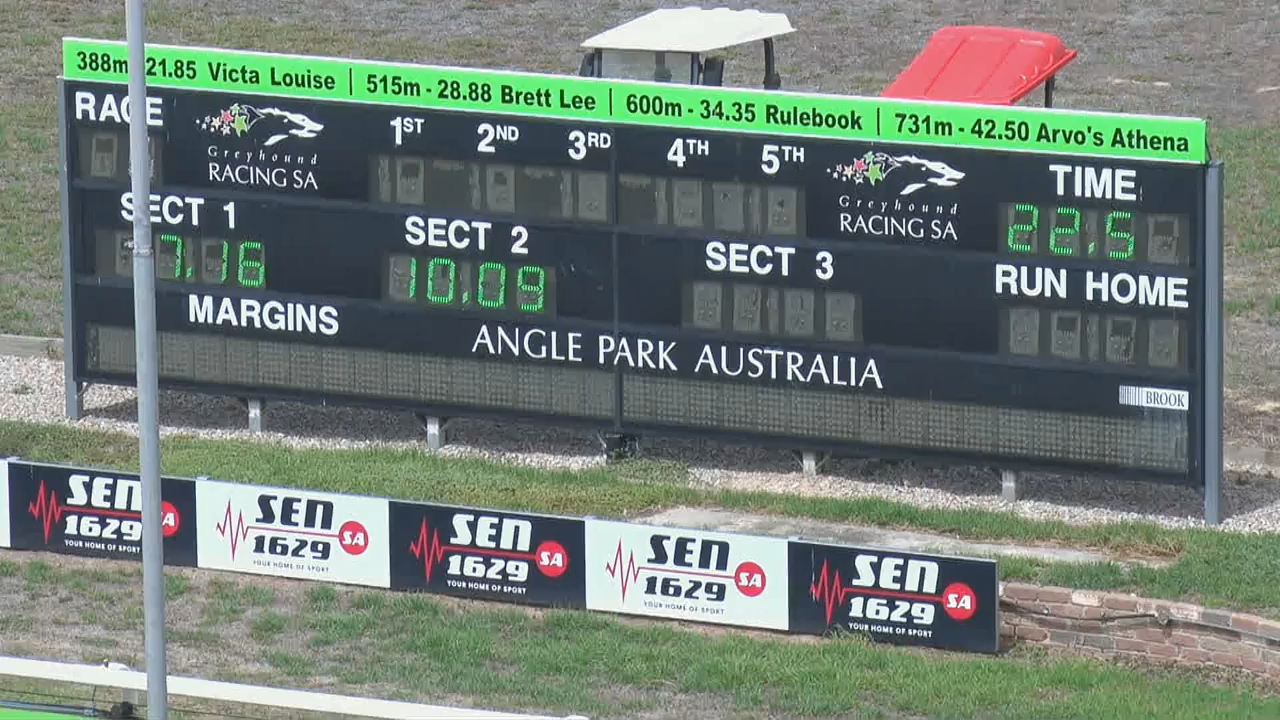 388m 21.85 Victa Louise | 515m - 28.88 Brett Lee | 600m - 34.35 Rulebook | 731m - 42.50 Arvo's Athena
RACE
Greyhound
RACING SA
1ST 2ND 3RD 4TH 5TH
Greyhound
RACING SA
TIME
22.5
SECT 1
7.16
SECT 2
10.09
SECT 3
RUN HOME
MARGINS
ANGLE PARK AUSTRALIA
BROOK
SEN
1629 SA
YOUR HOME OF SPORT
SEN
1629 SA
YOUR HOME OF SPORT
SEN
1629 SA
YOUR HOME OF SPORT
SEN
1629 SA
YOUR HOME OF SPORT
SEN
1629 SA
YOUR HOME OF SPORT